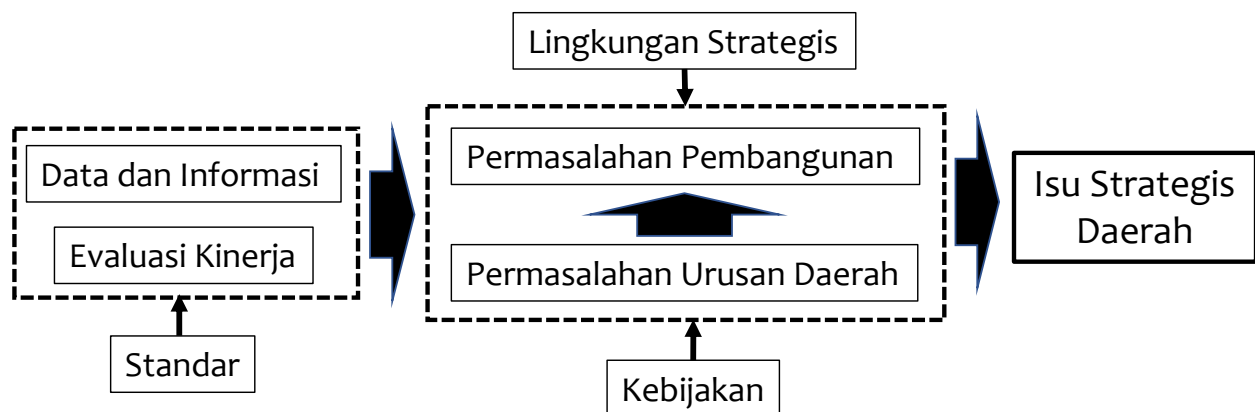 Lingkungan Strategis
Data dan Informasi
Evaluasi Kinerja
Standar
Permasalahan Pembangunan
Permasalahan Urusan Daerah
Kebijakan
Isu Strategis
Daerah